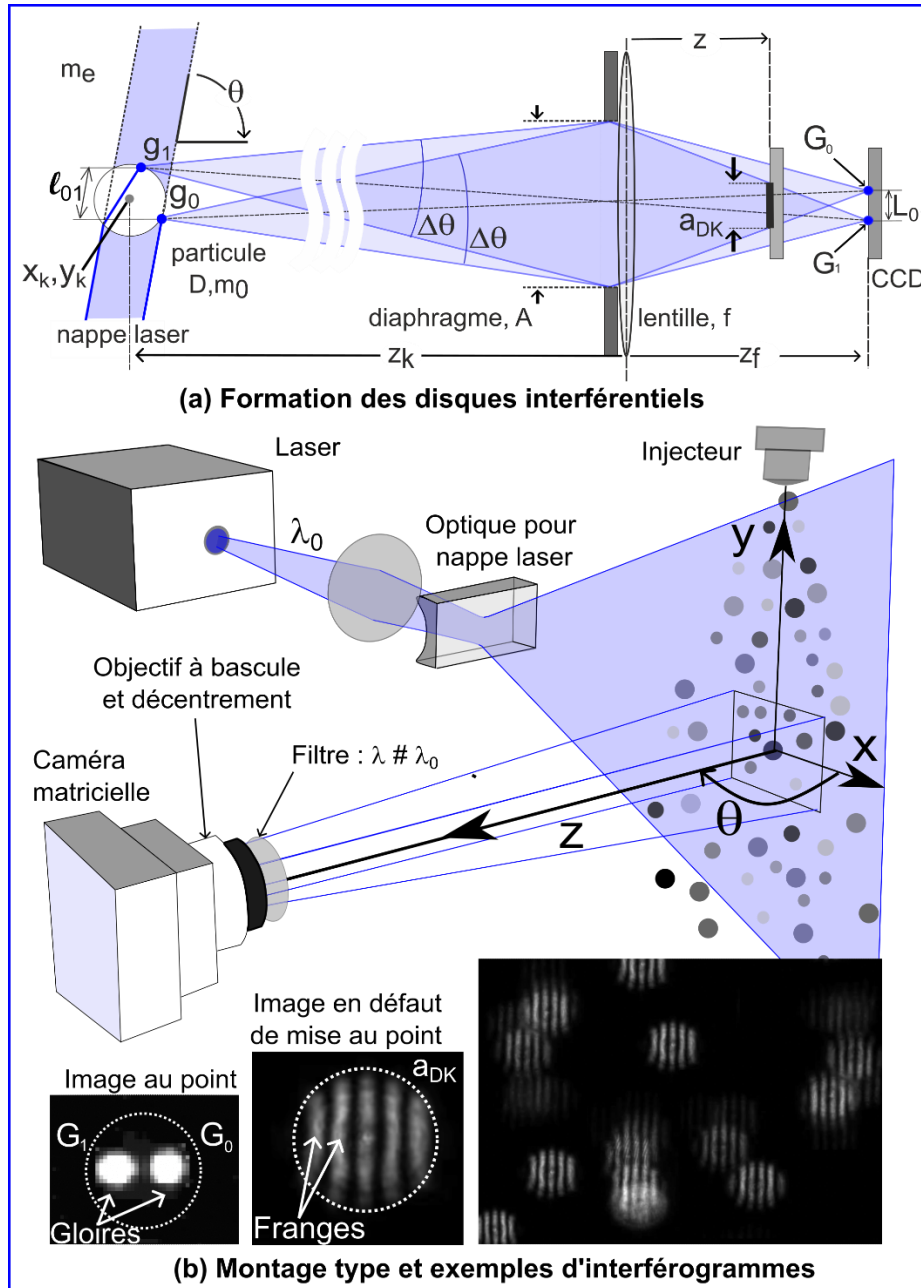 m_e
θ
z
g₁
g₀
ℓ₀₁
G₀
L₀
G₁
a_DK
Δθ
Δθ
x_k,y_k
particule
D,m₀
CCD
nappe laser
diaphragme, A
lentille, f
z_k
z_f
(a) Formation des disques interférentiels
Laser
Injecteur
λ₀
Optique pour
nappe laser
y
Objectif à bascule
et décentrement
Filtre : λ # λ₀
Caméra
matricielle
x
θ
z
Image en défaut
de mise au point
Image au point
a_DK
G₁
G₀
Gloires
Franges
(b) Montage type et exemples d'interférogrammes